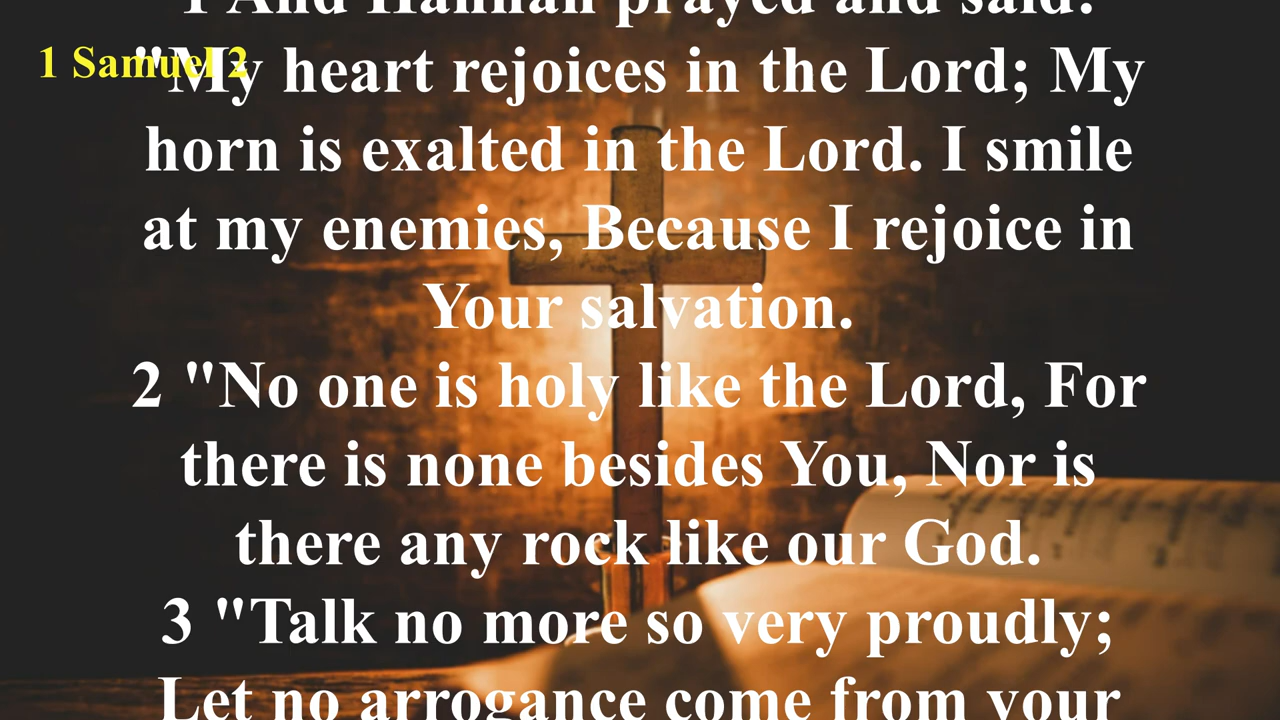 1 And Hannah prayed and said:
1 Samuel 2
"My heart rejoices in the Lord; My
horn is exalted in the Lord. I smile
at my enemies, Because I rejoice in
Your salvation.
2 "No one is holy like the Lord, For
there is none besides You, Nor is
there any rock like our God.
3 "Talk no more so very proudly;
Let no arrogance come from your